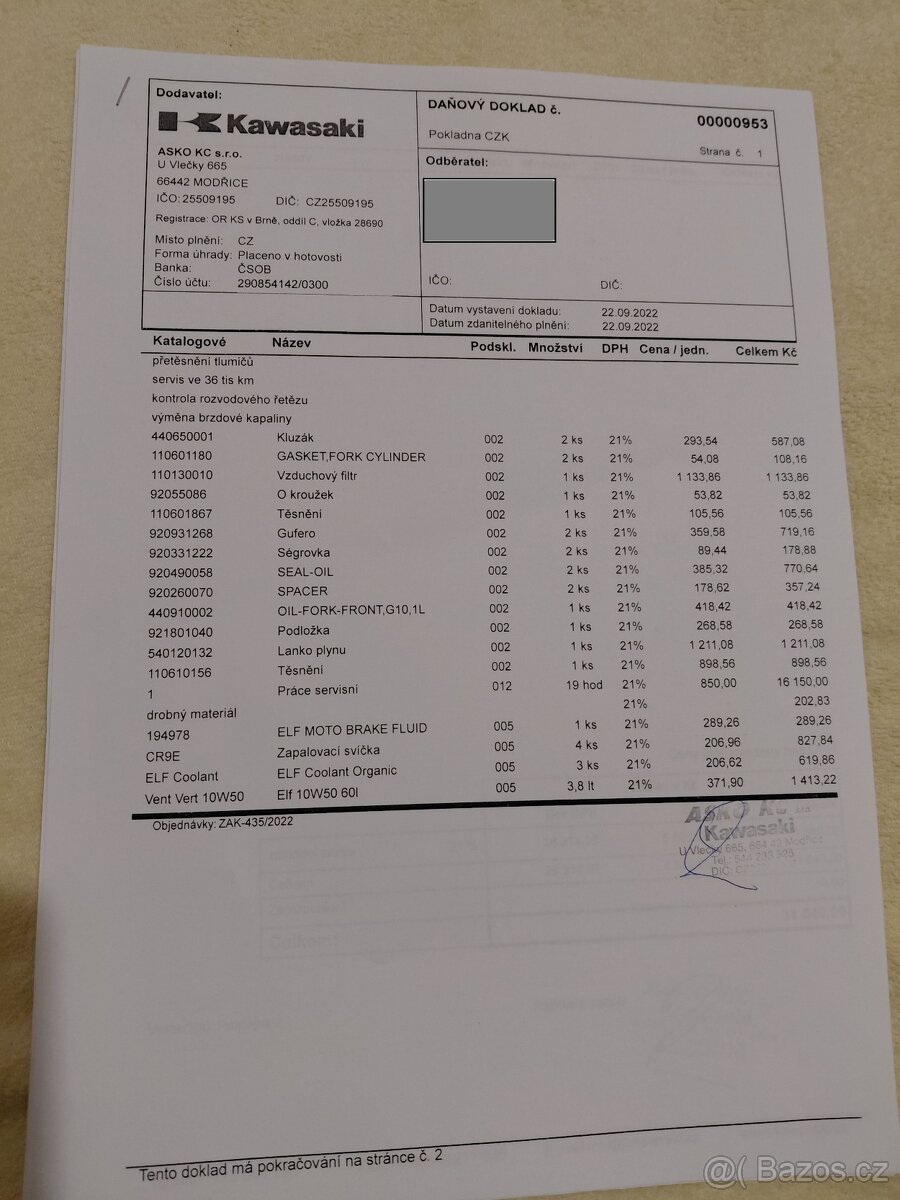 Dodavatel:
Kawasaki
ASKO KC s.r.o.
U Vlečky 665
66442 MODŘICE
IČO: 25509195 DIČ: CZ25509195
Registrace: OR KS v Brně, oddíl C, vložka 28690
Místo plnění: CZ
Forma úhrady: Placeno v hotovosti
Banka: ČSOB
Číslo účtu: 290854142/0300
DAŇOVÝ DOKLAD č. 00000953
Pokladna CZK
Strana č. 1
Odběratel:
IČO: DIČ:
Datum vystavení dokladu: 22.09.2022
Datum zdanitelného plnění: 22.09.2022
Katalogové Název Podskl. Množství DPH Cena / jedn. Celkem Kč
přetěsnění tlumičů
servis ve 36 tis km
kontrola rozvodového řetězu
výměna brzdové kapaliny
440650001 Kluzák 002 2 ks 21% 293,54 587,08
110601180 GASKET,FORK CYLINDER 002 2 ks 21% 54,08 108,16
110130010 Vzduchový filtr 002 1 ks 21% 1 133,86 1 133,86
92055086 O kroužek 002 1 ks 21% 53,82 53,82
110601867 Těsnění 002 1 ks 21% 105,56 105,56
920931268 Gufero 002 2 ks 21% 359,58 719,16
920331222 Ségrovka 002 2 ks 21% 89,44 178,88
920490058 SEAL-OIL 002 2 ks 21% 385,32 770,64
920260070 SPACER 002 2 ks 21% 178,62 357,24
440910002 OIL-FORK-FRONT,G10,1L 002 1 ks 21% 418,42 418,42
921801040 Podložka 002 1 ks 21% 268,58 268,58
540120132 Lanko plynu 002 1 ks 21% 1 211,08 1 211,08
110610156 Těsnění 002 1 ks 21% 898,56 898,56
1 Práce servisní 012 19 hod 21% 850,00 16 150,00
drobný materiál 21% 202,83
194978 ELF MOTO BRAKE FLUID 005 1 ks 21% 289,26 289,26
CR9E Zapalovací svíčka 005 4 ks 21% 206,96 827,84
ELF Coolant ELF Coolant Organic 005 3 ks 21% 206,62 619,86
Vent Vert 10W50 Elf 10W50 60l 005 3,8 lt 21% 371,90 1 413,22
Objednávky: ZAK-435/2022
ASKO KC
Kawasaki
U Vlečky 665, 664 42 Modřice
Tel.: 544
DIČ:
Celkem:
Tento doklad má pokračování na stránce č. 2
@( Bazos.cz